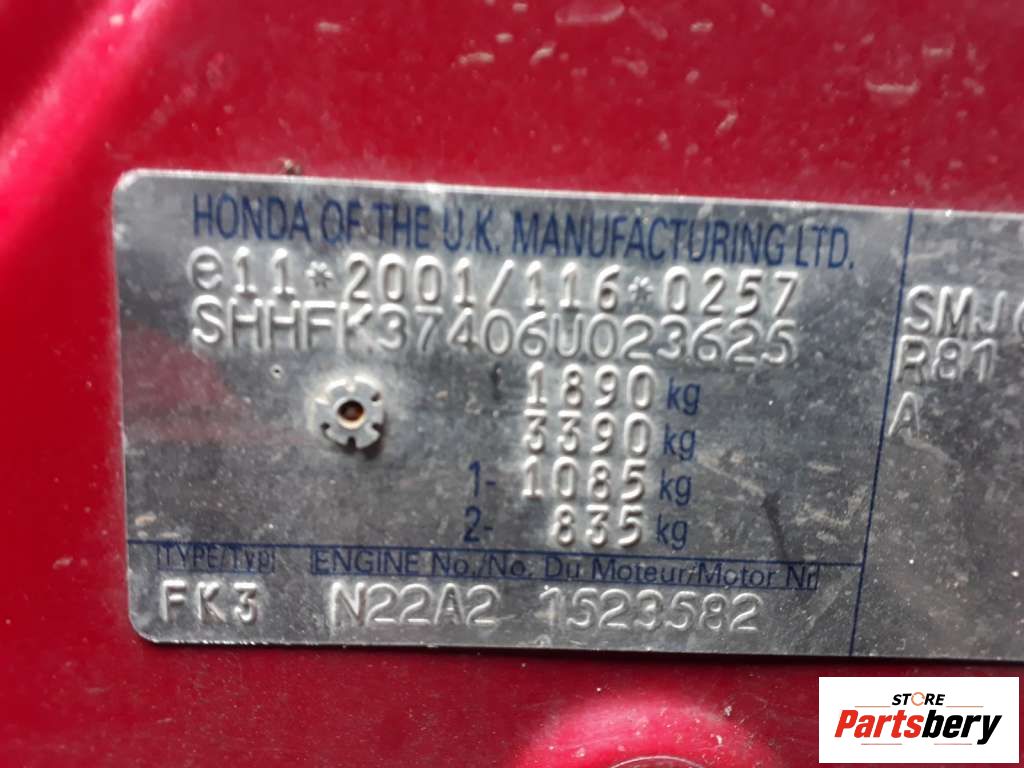 HONDA OF THE U.K. MANUFACTURING LTD.
e11*2001/116*0257
SHHFK37406U023625
1890 kg
3390 kg
1- 1085 kg
2- 835 kg
TYPE/Typ ENGINE No./No. Du Moteur/Motor Nr
FK3 N22A2 1523582
SMJ
R81
A
STORE
Partsbery